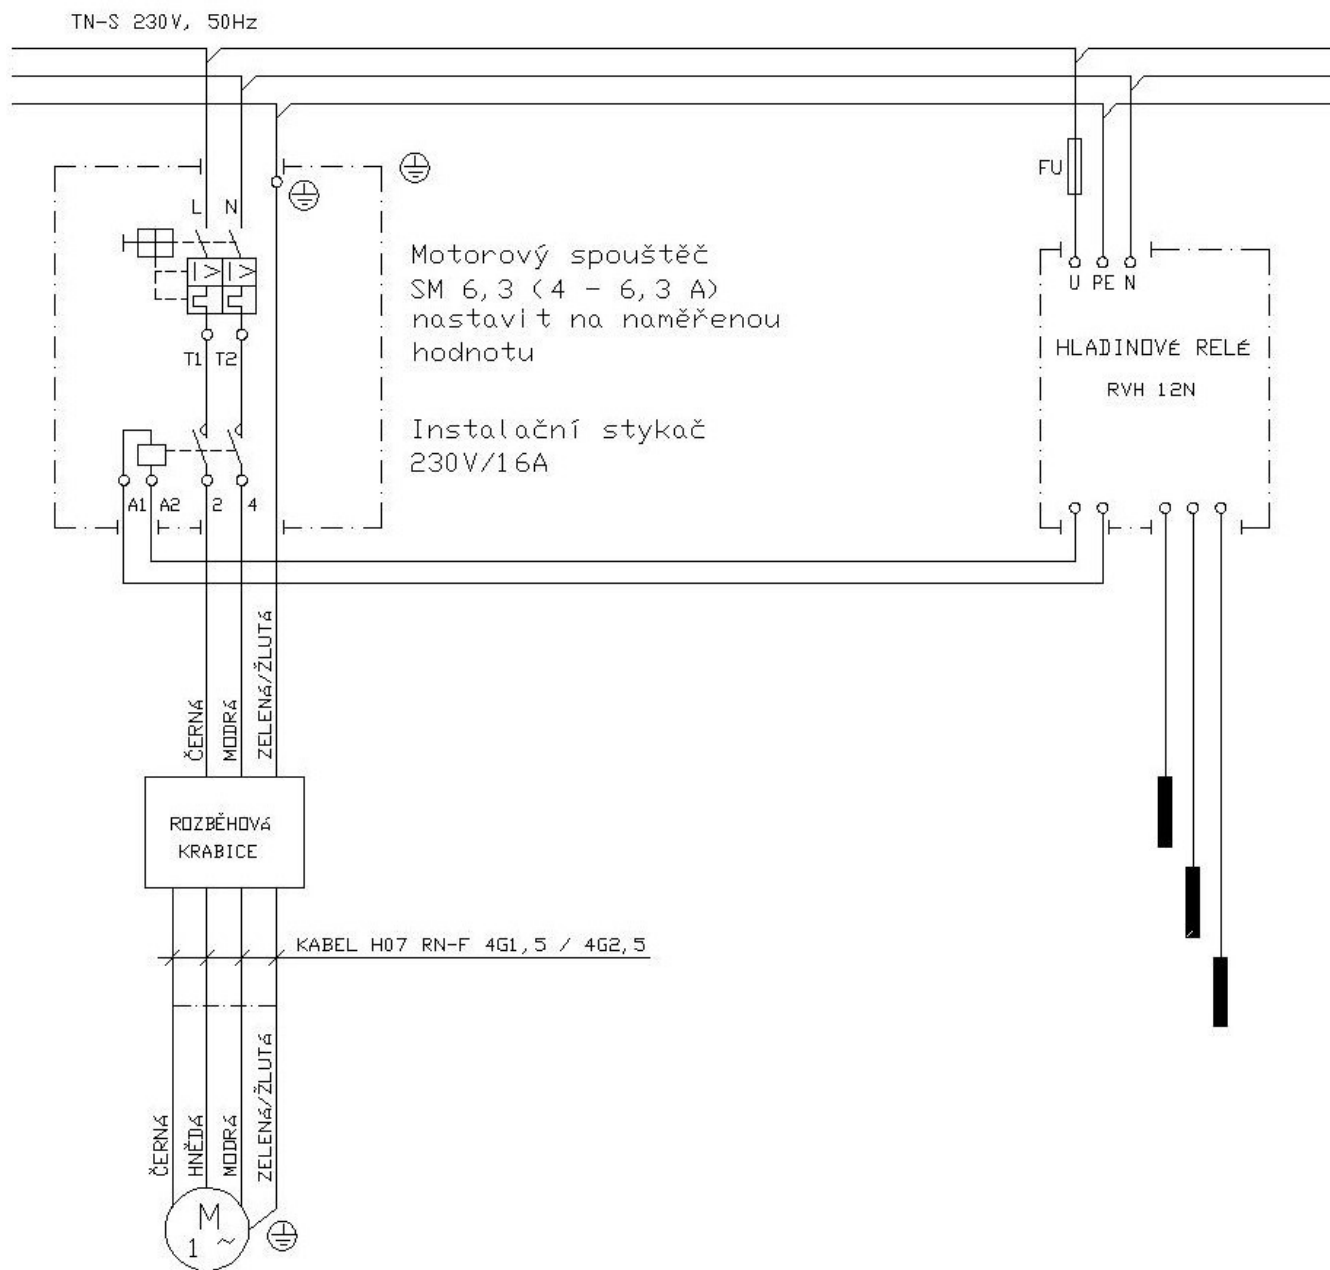 TN-S 230V, 50Hz
FU
L N
Motorový spouštěč
SM 6,3 (4 - 6,3 A)
nastavit na naměřenou
hodnotu
U PE N
HLADINOVÉ RELÉ
RVH 12N
T1 T2
Instalační stykač
230V/16A
A1 A2 2 4
ČERNÁ
MODRÁ
ZELENÁ/ŽLUTÁ
ROZBĚHOVÁ
KRABICE
KABEL H07 RN-F 4G1,5 / 4G2,5
ČERNÁ
HNĚDÁ
MODRÁ
ZELENÁ/ŽLUTÁ
M
1 ~